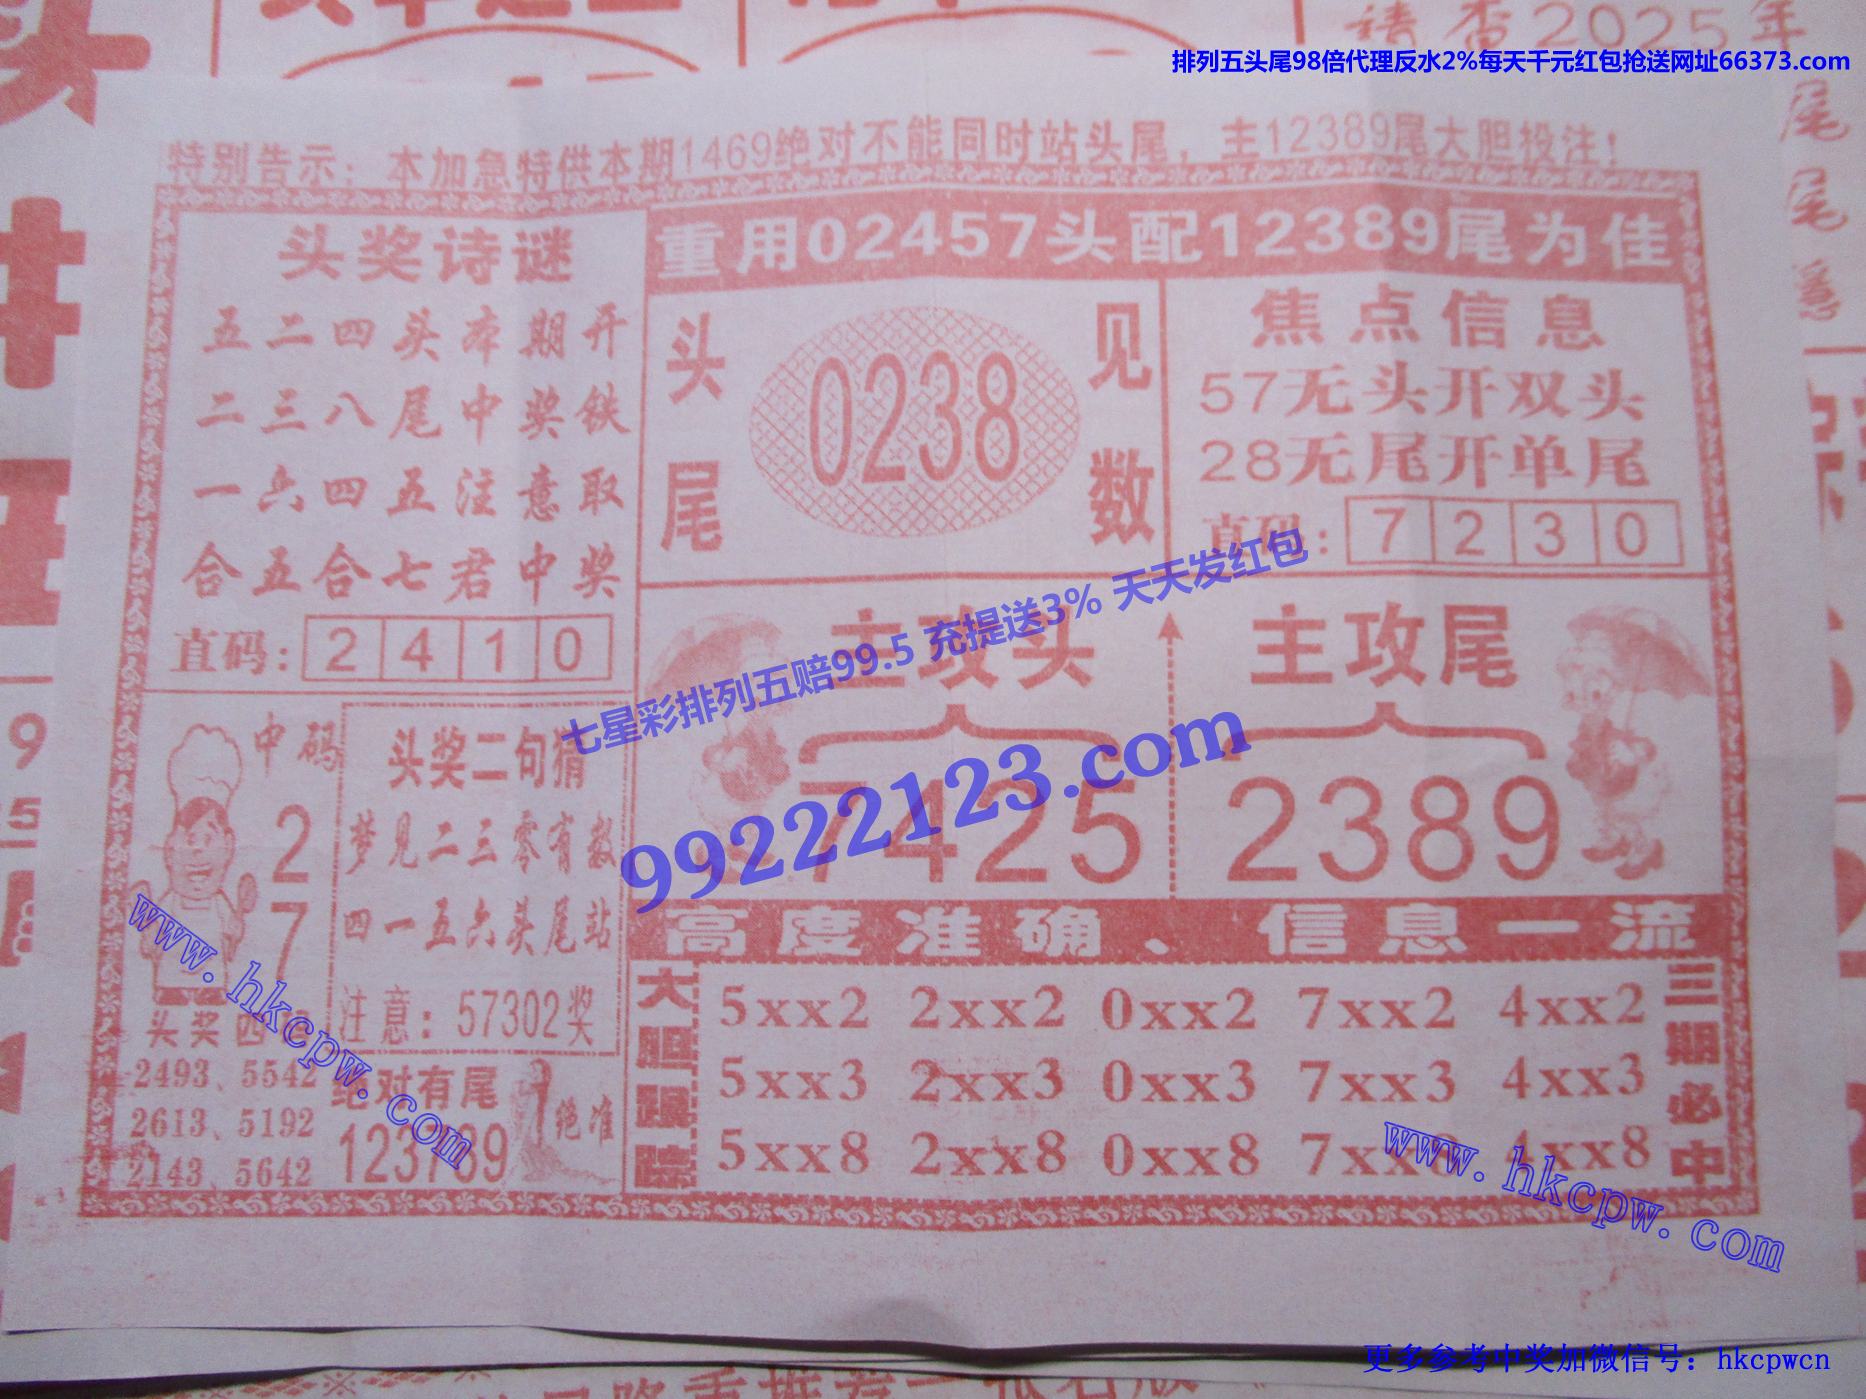 请查2025年
排列五头尾98倍代理反水2%每天千元红包抢送网址66373.com
尾
尾
特别告示：本加急特供本期1469绝对不能同时站头尾，主12389尾大胆投注！
头奖诗谜
五二四头本期开
二三八尾中奖铁
一六四五注意取
合五合七君中奖
直码：2410
重用02457头配12389尾为佳
头尾
0238
见数
焦点信息
57无头开双头
28无尾开单尾
直码：7230
七星彩排列五赔99.5 充提送3% 天天发红包
99222123.com
主攻头
7425
主攻尾
2389
中码
27
头奖二句猜
梦见二三零有数
四一五六头尾站
注意：57302奖
头奖四
2493、5542
2613、5192
2143、5642
绝对有尾
123789
绝准
www.hkcpw.com
高度准确、信息一流
大胆跟踪
5xx2 2xx2 0xx2 7xx2 4xx2
5xx3 2xx3 0xx3 7xx3 4xx3
5xx8 2xx8 0xx8 7xx8 4xx8
三期必中
www.hkcpw.com
更多参考中奖加微信号：hkcpwcn